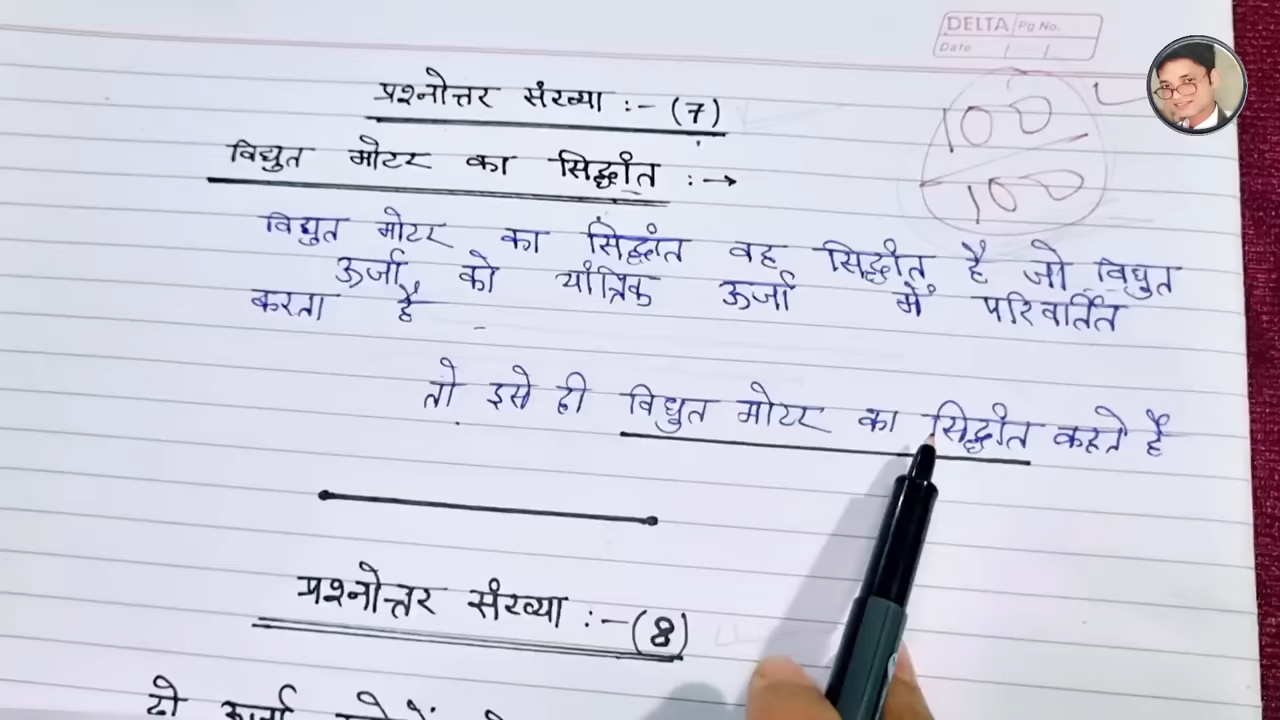 DELTA Pg No.
Date / /
100
100
प्रश्नोत्तर संख्या :- (7)
विद्युत मोटर का सिद्धांत :→
विद्युत मोटर का सिद्धांत वह सिद्धांत है जो विद्युत
ऊर्जा को यांत्रिक ऊर्जा में परिवर्तित
करता है
तो इसे ही विद्युत मोटर का सिद्धांत कहते है
प्रश्नोत्तर संख्या :- (8)
दो ऊर्जा